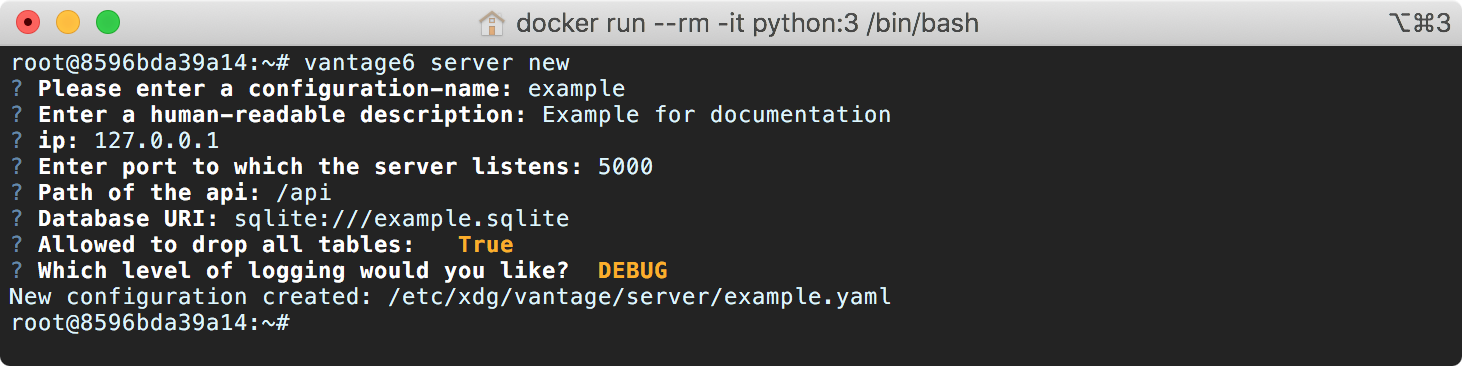 docker run --rm -it python:3 /bin/bash ⌥⌘3
root@8596bda39a14:~# vantage6 server new
? Please enter a configuration-name: example
? Enter a human-readable description: Example for documentation
? ip: 127.0.0.1
? Enter port to which the server listens: 5000
? Path of the api: /api
? Database URI: sqlite:///example.sqlite
? Allowed to drop all tables:   True
? Which level of logging would you like?  DEBUG
New configuration created: /etc/xdg/vantage/server/example.yaml
root@8596bda39a14:~#